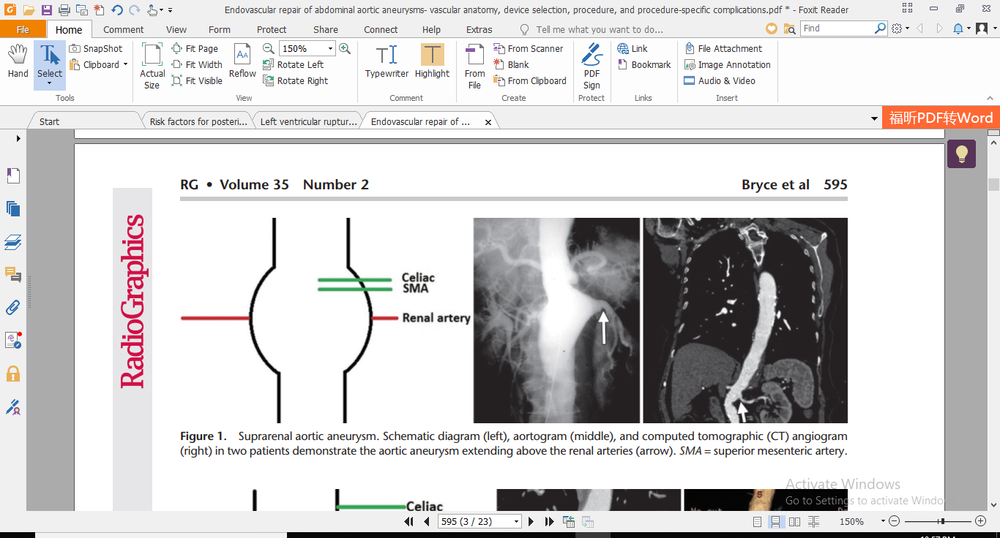 Endovascular repair of abdominal aortic aneurysms- vascular anatomy, device selection, procedure, and procedure-specific complications.pdf * - Foxit Reader
File Home Comment View Form Protect Share Connect Help Extras Tell me what you want to do... Find
Hand
Select
SnapShot
Clipboard
Tools
Actual Size
Fit Page
Fit Width
Fit Visible
Reflow
150%
Rotate Left
Rotate Right
View
Typewriter
Highlight
Comment
From File
From Scanner
Blank
From Clipboard
Create
PDF Sign
Protect
Link
Bookmark
Links
File Attachment
Image Annotation
Audio & Video
Insert
Start Risk factors for posteri... Left ventricular ruptur... Endovascular repair of ... 福昕PDF转Word
RG • Volume 35 Number 2 Bryce et al 595
RadioGraphics
Celiac
SMA
Renal artery
Figure 1. Suprarenal aortic aneurysm. Schematic diagram (left), aortogram (middle), and computed tomographic (CT) angiogram
(right) in two patients demonstrate the aortic aneurysm extending above the renal arteries (arrow). SMA = superior mesenteric artery.
Celiac
S
Activate Windows
Go to Settings to activate Windo
595 (3 / 23) 150%